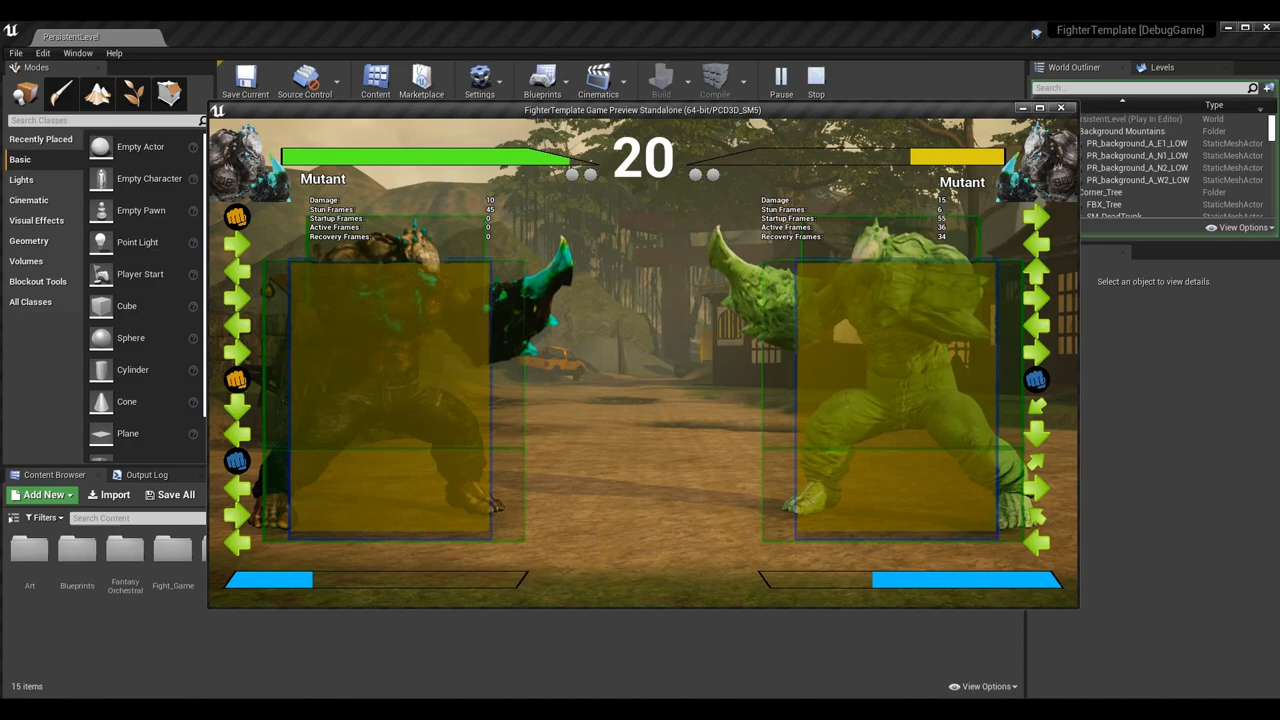 PersistentLevel
FighterTemplate [DebugGame]
File Edit Window Help
Modes
Save Current
Source Control
Content
Marketplace
Settings
Blueprints
Cinematics
Build
Compile
Pause
Stop
World Outliner
Levels
Search...
Type
Search Classes
Recently Placed
Basic
Lights
Cinematic
Visual Effects
Geometry
Volumes
Blockout Tools
All Classes
Empty Actor
Empty Character
Empty Pawn
Point Light
Player Start
Cube
Sphere
Cylinder
Cone
Plane
FighterTemplate Game Preview Standalone (64-bit/PCD3D_SM5)
20
Mutant
Damage: 10
Stun Frames: 45
Startup Frames: 0
Active Frames: 0
Recovery Frames: 0
Mutant
Damage 15
Stun Frames: 6
Startup Frames: 55
Active Frames: 36
Recovery Frames: 34
ersistentLevel (Play In Editor) World
Background Mountains Folder
PR_background_A_E1_LOW StaticMeshActor
PR_background_A_N1_LOW StaticMeshActor
PR_background_A_N2_LOW StaticMeshActor
PR_background_A_W2_LOW StaticMeshActor
Corner_Tree Folder
FBX_Tree StaticMeshActor
SM_DeadTrunk StaticMeshActor
View Options
Select an object to view details.
Content Browser
Output Log
Add New Import Save All
Filters Search Content
Art
Blueprints
Fantasy Orchestral
Fight_Game
15 items
View Options